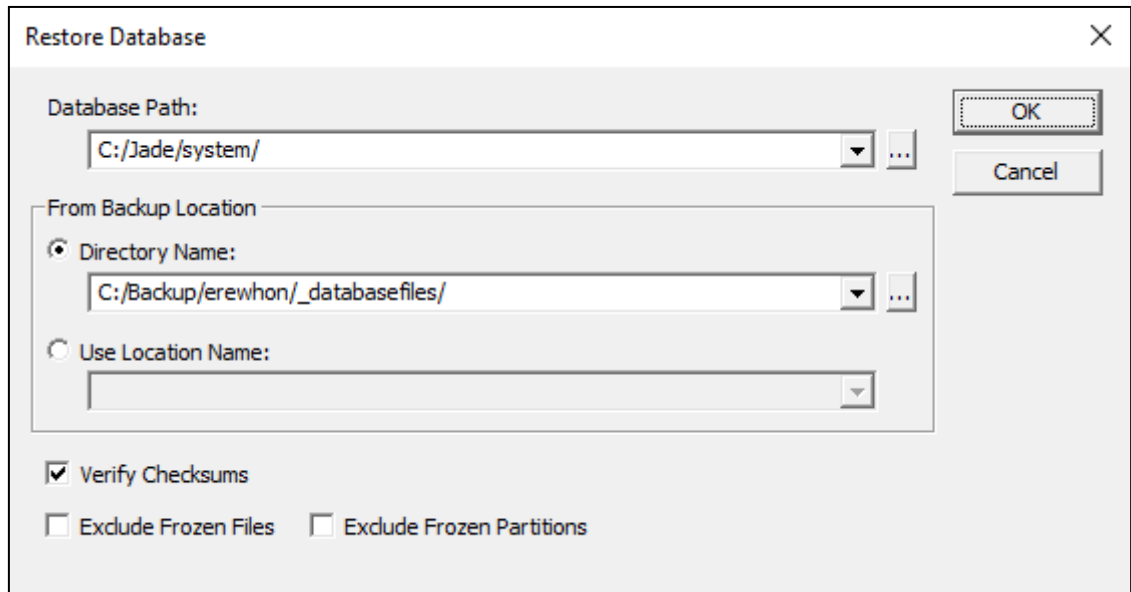 Restore Database
Database Path:
OK
C:/Jade/system/
...
Cancel
From Backup Location
Directory Name:
C:/Backup/erewhon/_databasefiles/
...
Use Location Name:
Verify Checksums
Exclude Frozen Files Exclude Frozen Partitions